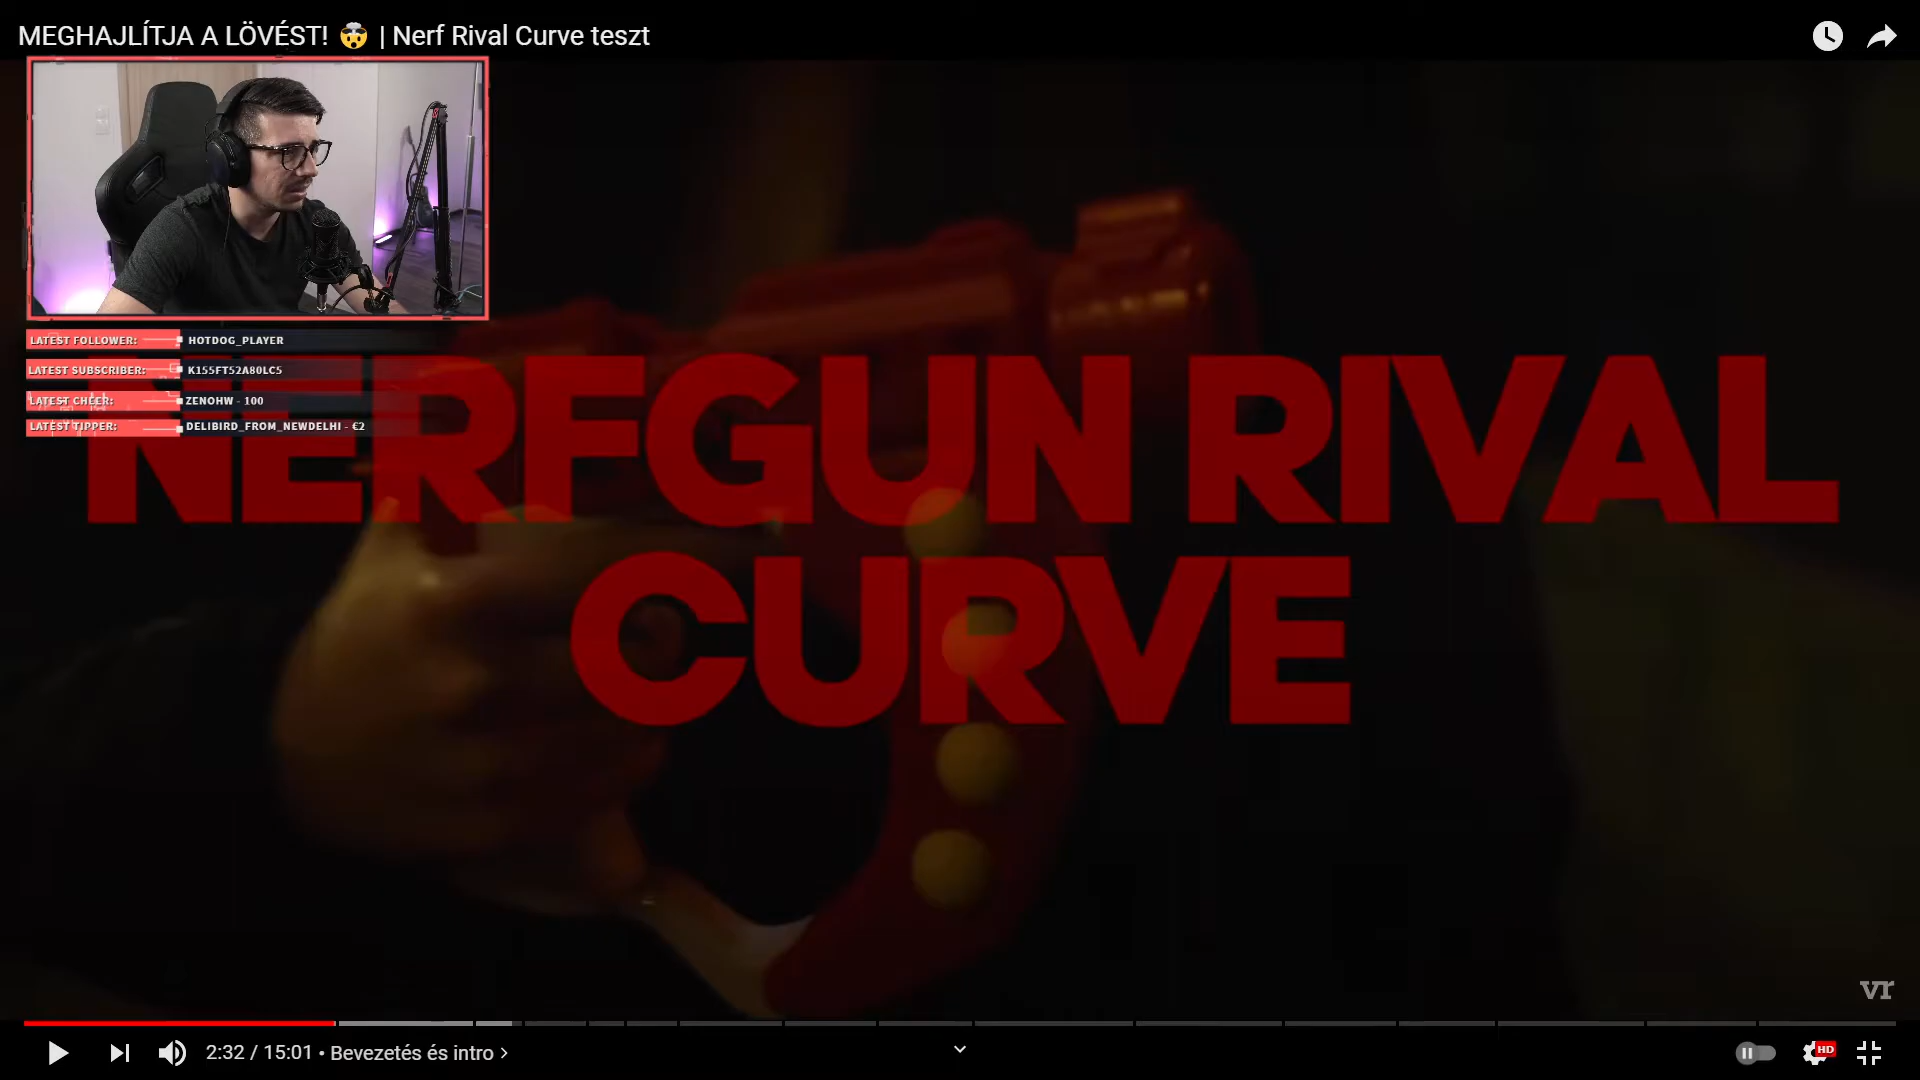 MEGHAJLÍTJA A LÖVÉST! 🤯 | Nerf Rival Curve teszt
LATEST FOLLOWER: HOTDOG_PLAYER
LATEST SUBSCRIBER: K155FT52A80LC5
LATEST CHEER: ZENOHW - 100
LATEST TIPPER: DELIBIRD_FROM_NEWDELHI - €2
NERFGUN RIVAL
CURVE
vr
2:32 / 15:01 • Bevezetés és intro >
HD